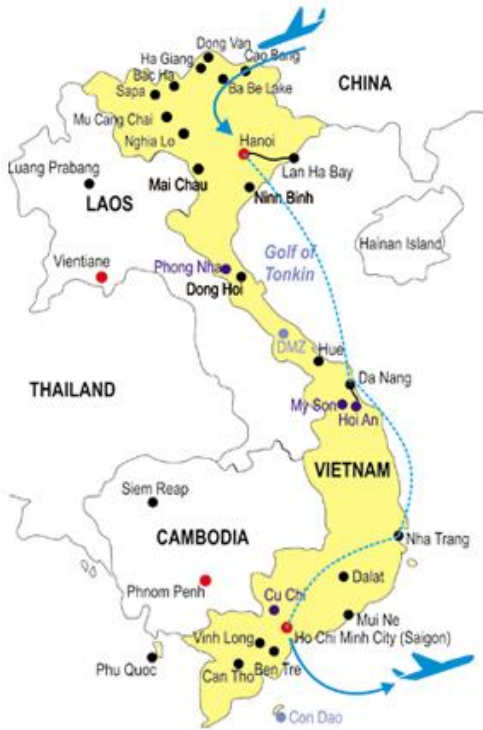 Dong Van
Ha Giang
Cao Bang
Bac Ha
CHINA
Sapa
Ba Be Lake
Mu Cang Chai
Hanoi
Nghia Lo
Luang Prabang
Lan Ha Bay
Mai Chau
Ninh Binh
LAOS
Hainan Island
Golf of
Tonkin
Vientiane
Phong Nha
Dong Hoi
DMZ
Hue
THAILAND
Da Nang
My Son
Hoi An
VIETNAM
Siem Reap
CAMBODIA
Nha Trang
Dalat
Phnom Penh
Cu Chi
Mui Ne
Vinh Long
Ho Chi Minh City (Saigon)
Phu Quoc
Can Tho
Ben Tre
Con Dao